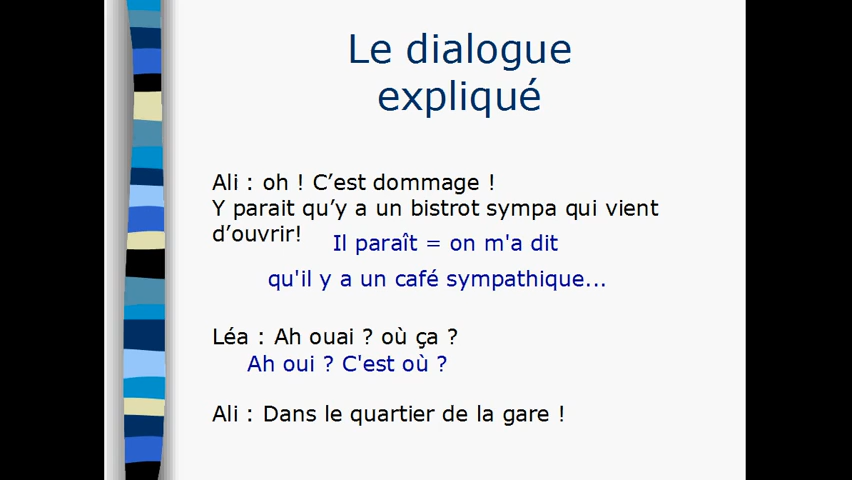 Le dialogue
expliqué
Ali : oh ! C’est dommage !
Y parait qu’y a un bistrot sympa qui vient
d’ouvrir!
Il paraît = on m'a dit
qu'il y a un café sympathique...
Léa : Ah ouai ? où ça ?
Ah oui ? C'est où ?
Ali : Dans le quartier de la gare !